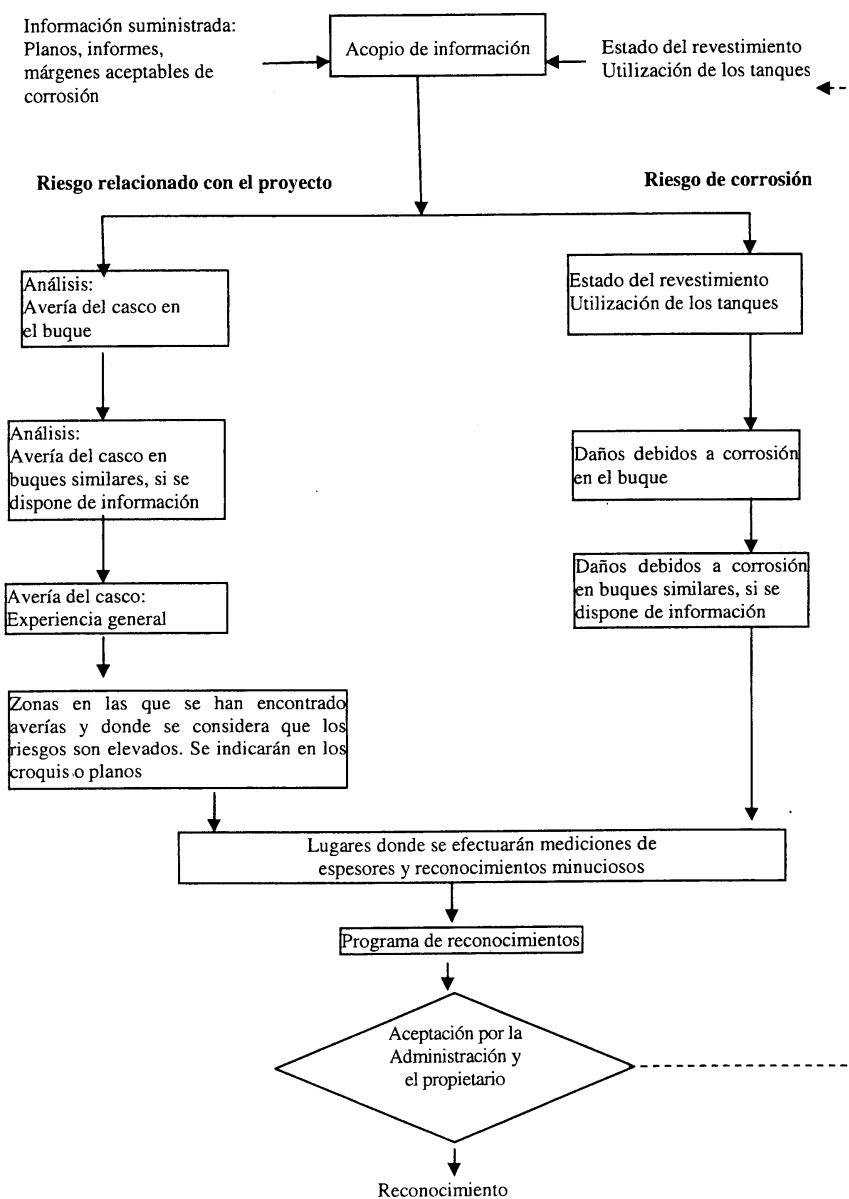 Información suministrada:
Planos, informes,
márgenes aceptables de
corrosión
Acopio de información
Estado del revestimiento
Utilización de los tanques
Riesgo relacionado con el proyecto
Riesgo de corrosión
Análisis:
Avería del casco en
el buque
Estado del revestimiento
Utilización de los tanques
Análisis:
Avería del casco en
buques similares, si se
dispone de información
Daños debidos a corrosión
en el buque
Avería del casco:
Experiencia general
Daños debidos a corrosión
en buques similares, si se
dispone de información
Zonas en las que se han encontrado
averías y donde se considera que los
riesgos son elevados. Se indicarán en los
croquis o planos
Lugares donde se efectuarán mediciones de
espesores y reconocimientos minuciosos
Programa de reconocimientos
Aceptación por la
Administración y
el propietario
Reconocimiento